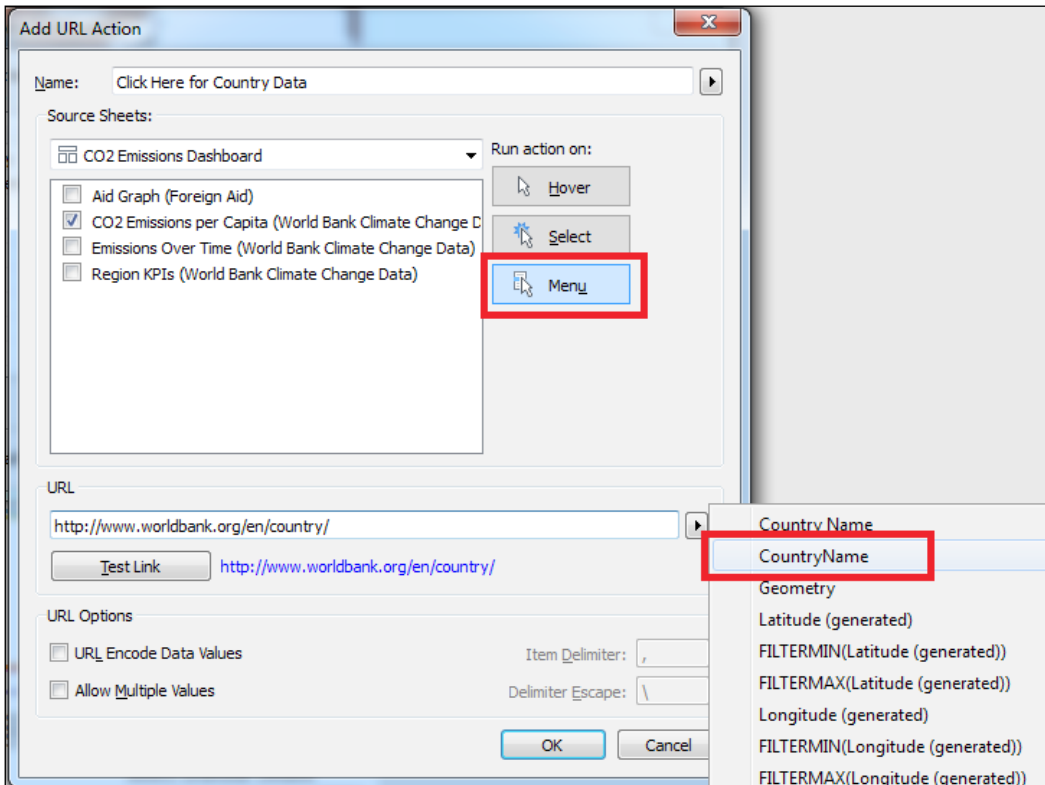 Add URL Action
Name: Click Here for Country Data
Source Sheets:
CO2 Emissions Dashboard
Run action on:
Aid Graph (Foreign Aid)
CO2 Emissions per Capita (World Bank Climate Change D
Emissions Over Time (World Bank Climate Change Data)
Region KPIs (World Bank Climate Change Data)
Hover
Select
Menu
URL
http://www.worldbank.org/en/country/
Test Link http://www.worldbank.org/en/country/
URL Options
URL Encode Data Values Item Delimiter: ,
Allow Multiple Values Delimiter Escape: \
OK Cancel
Country Name
CountryName
Geometry
Latitude (generated)
FILTERMIN(Latitude (generated))
FILTERMAX(Latitude (generated))
Longitude (generated)
FILTERMIN(Longitude (generated))
FILTERMAX(Longitude (generated))